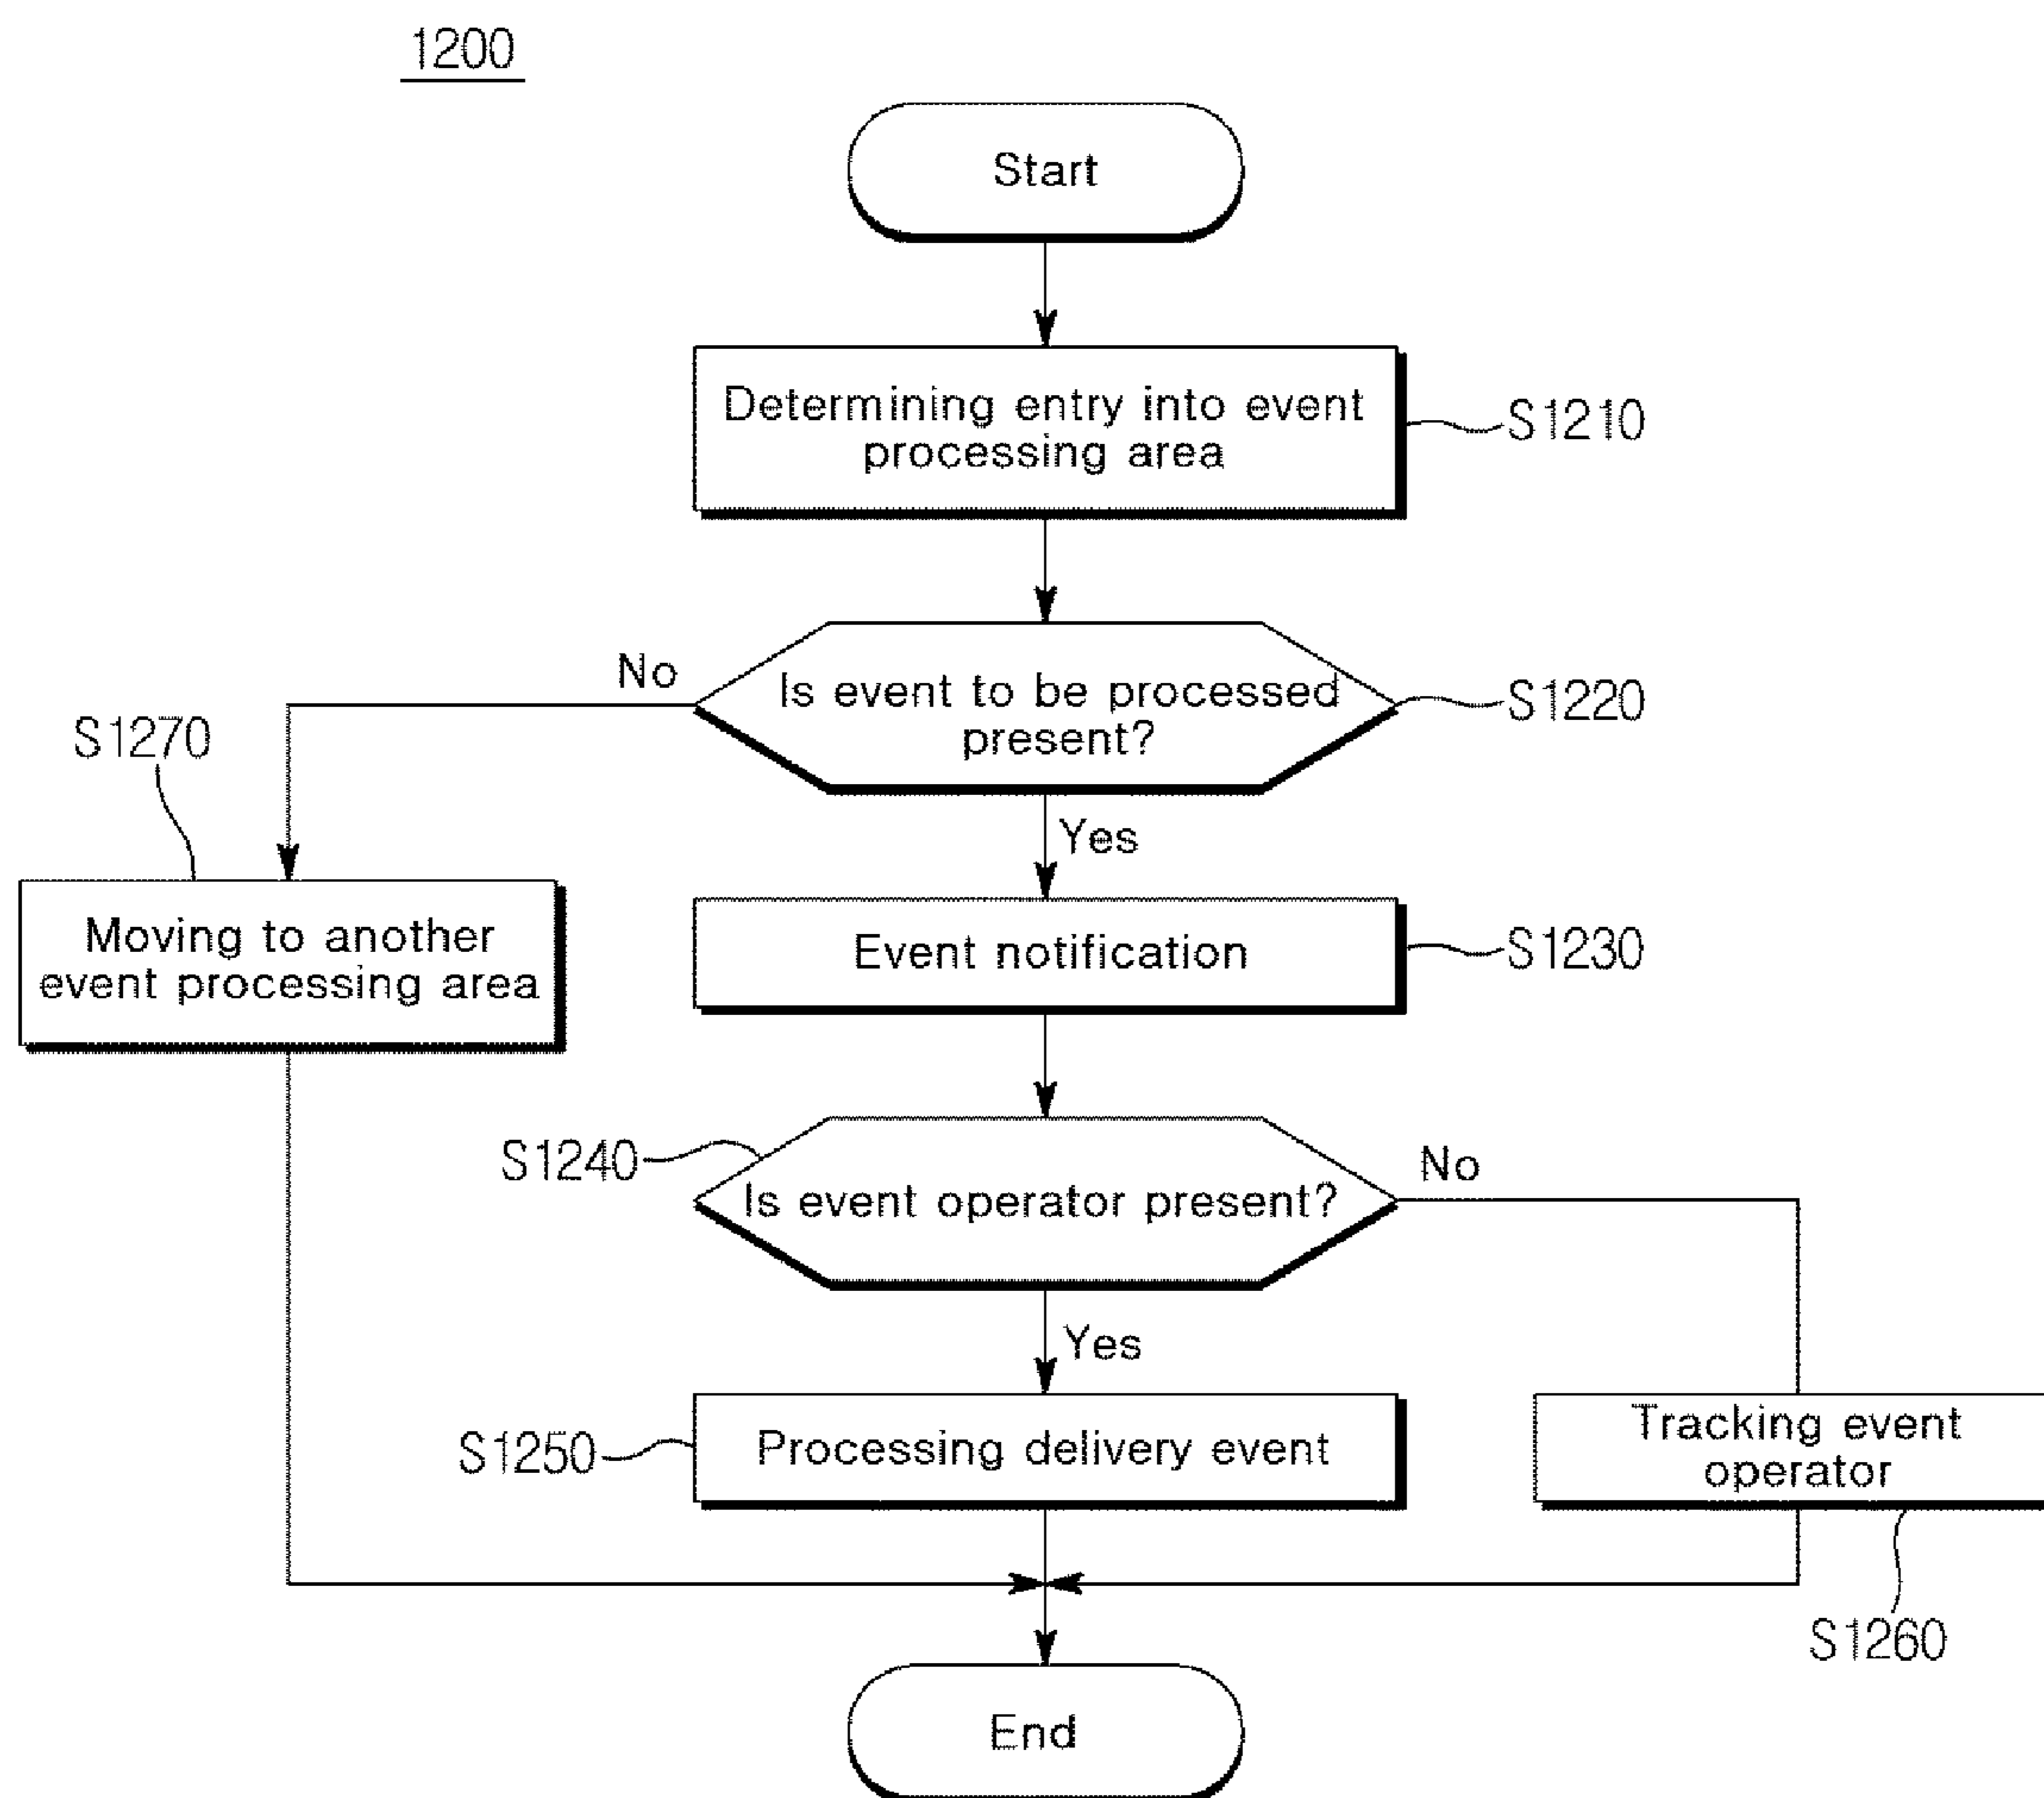 1200
Start
Determining entry into event
processing area
S1210
No
Is event to be processed
present?
S1220
S1270
Yes
Moving to another
event processing area
Event notification
S1230
S1240
Is event operator present?
No
Yes
S1250
Processing delivery event
Tracking event
operator
S1260
End